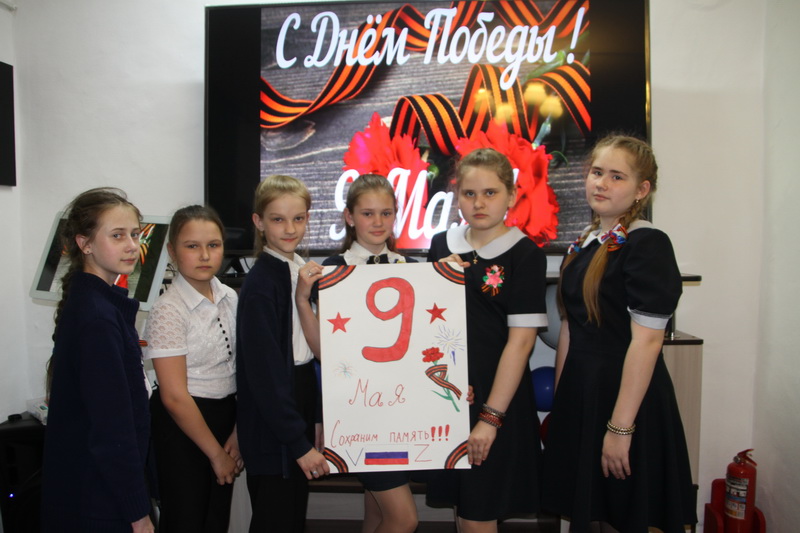 С Днём Победы!
9 Мая
9
Мая
Сохраним память!!!
V Z